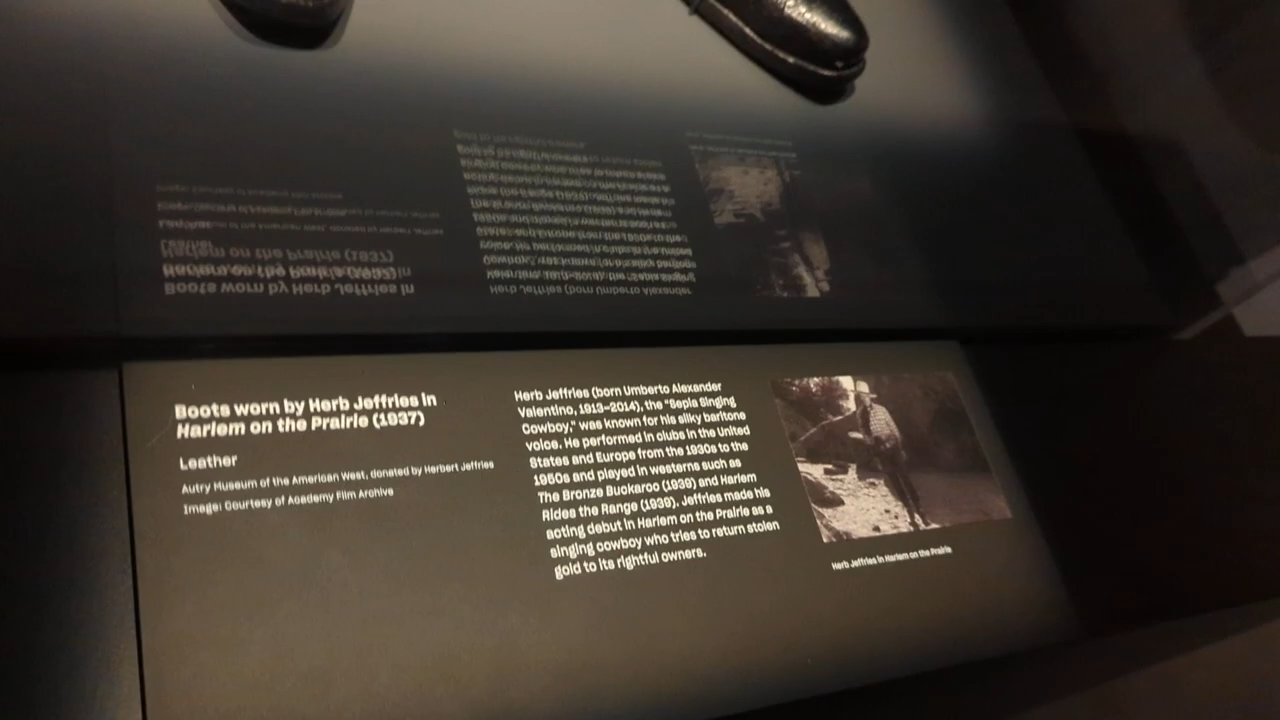 Boots worn by Herb Jeffries in
Harlem on the Prairie (1937)
Leather
Autry Museum of the American West, donated by Herbert Jeffries
Image: Courtesy of Academy Film Archive
Herb Jeffries (born Umberto Alexander
Valentino, 1913–2014), the "Sepia Singing
Cowboy," was known for his silky baritone
voice. He performed in clubs in the United
States and Europe from the 1930s to the
1950s and played in westerns such as
The Bronze Buckaroo (1939) and Harlem
Rides the Range (1939). Jeffries made his
acting debut in Harlem on the Prairie as a
singing cowboy who tries to return stolen
gold to its rightful owners.
Herb Jeffries in Harlem on the Prairie